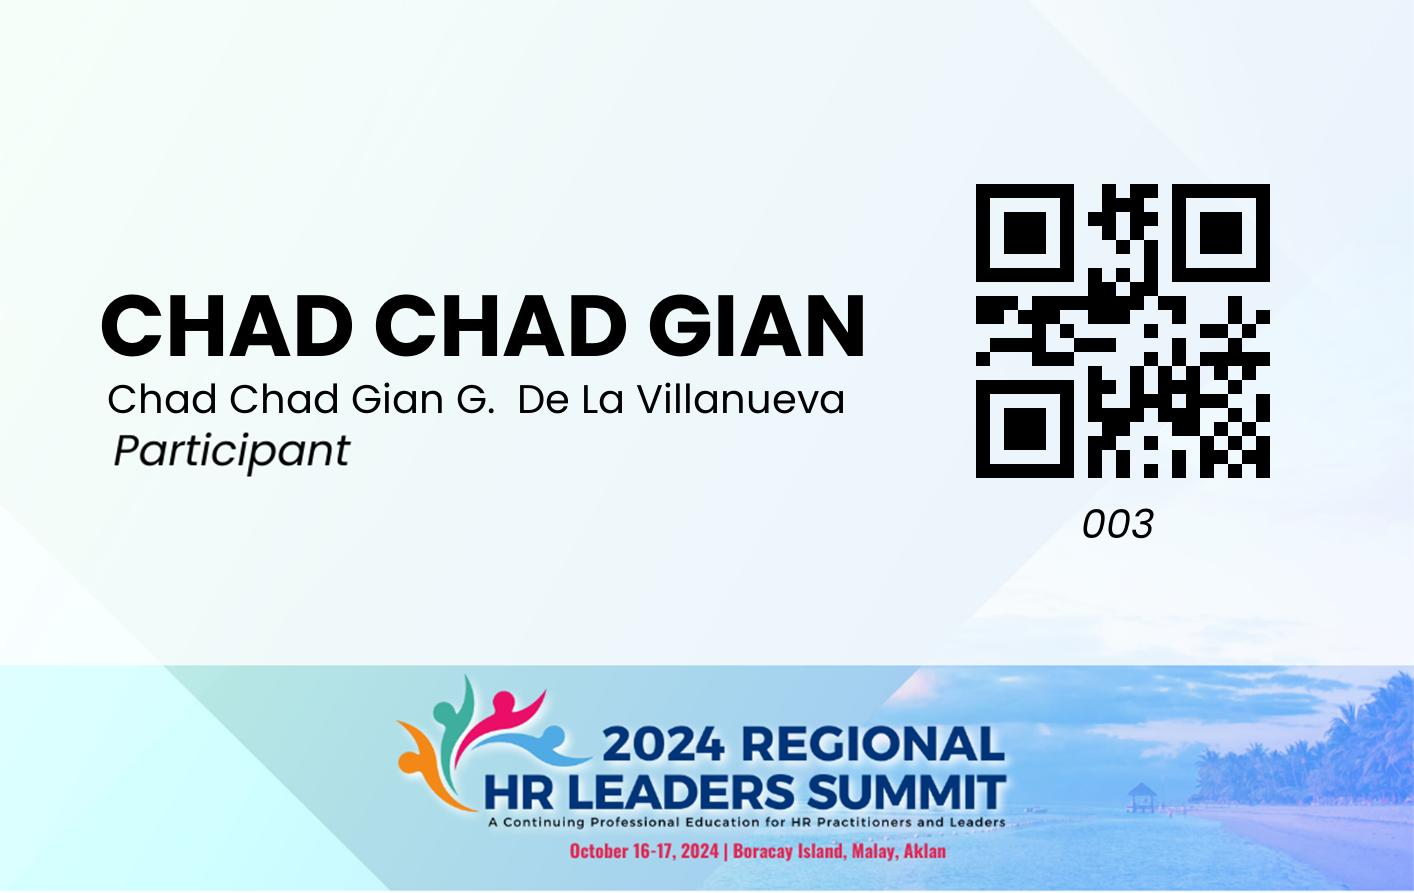 CHAD CHAD GIAN
Chad Chad Gian G.  De La Villanueva
Participant
003
2024 REGIONAL
HR LEADERS SUMMIT
A Continuing Professional Education for HR Practitioners and Leaders
October 16-17, 2024 | Boracay Island, Malay, Aklan